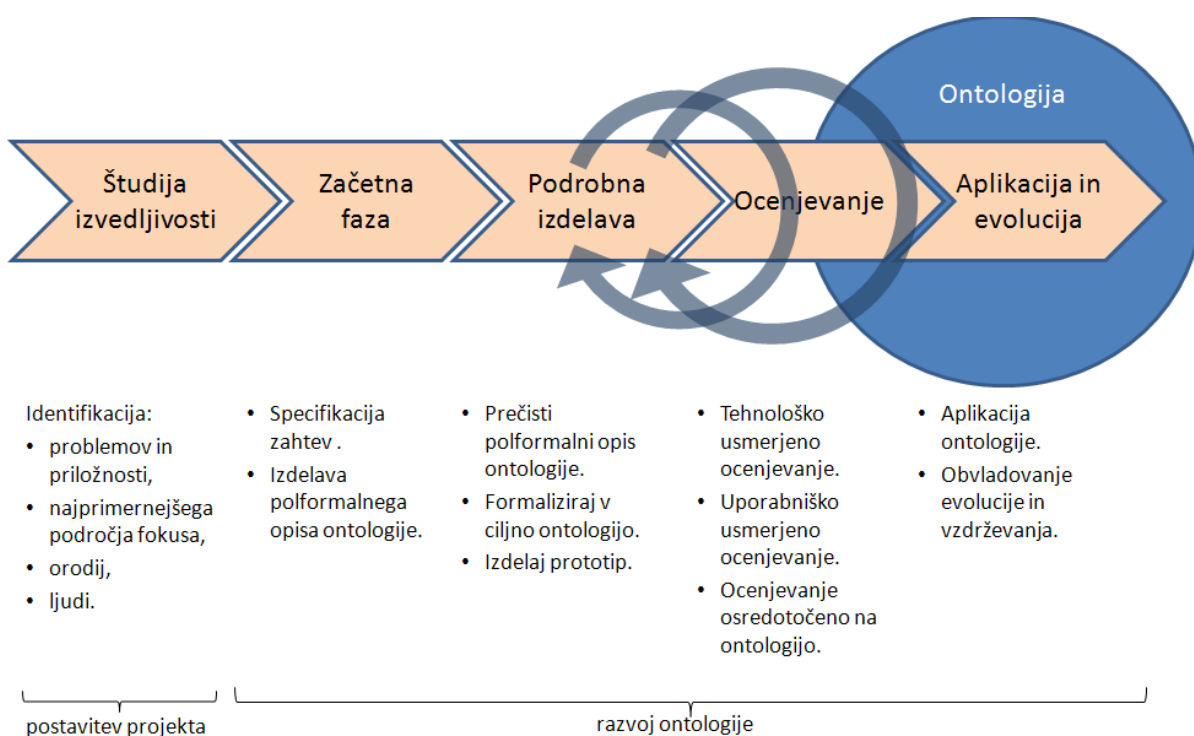 Ontologija
Študija
izvedljivosti
Začetna
faza
Podrobna
izdelava
Ocenjevanje
Aplikacija in
evolucija
Identifikacija:
• problemov in
priložnosti,
• najprimernejšega
področja fokusa,
• orodij,
• ljudi.
• Specifikacija
zahtev .
• Izdelava
polformalnega
opisa ontologije.
• Prečisti
polformalni opis
ontologije.
• Formaliziraj v
ciljno ontologijo.
• Izdelaj prototip.
• Tehnološko
usmerjeno
ocenjevanje.
• Uporabniško
usmerjeno
ocenjevanje.
• Ocenjevanje
osredotočeno na
ontologijo.
• Aplikacija
ontologije.
• Obvladovanje
evolucije in
vzdrževanja.
postavitev projekta
razvoj ontologije